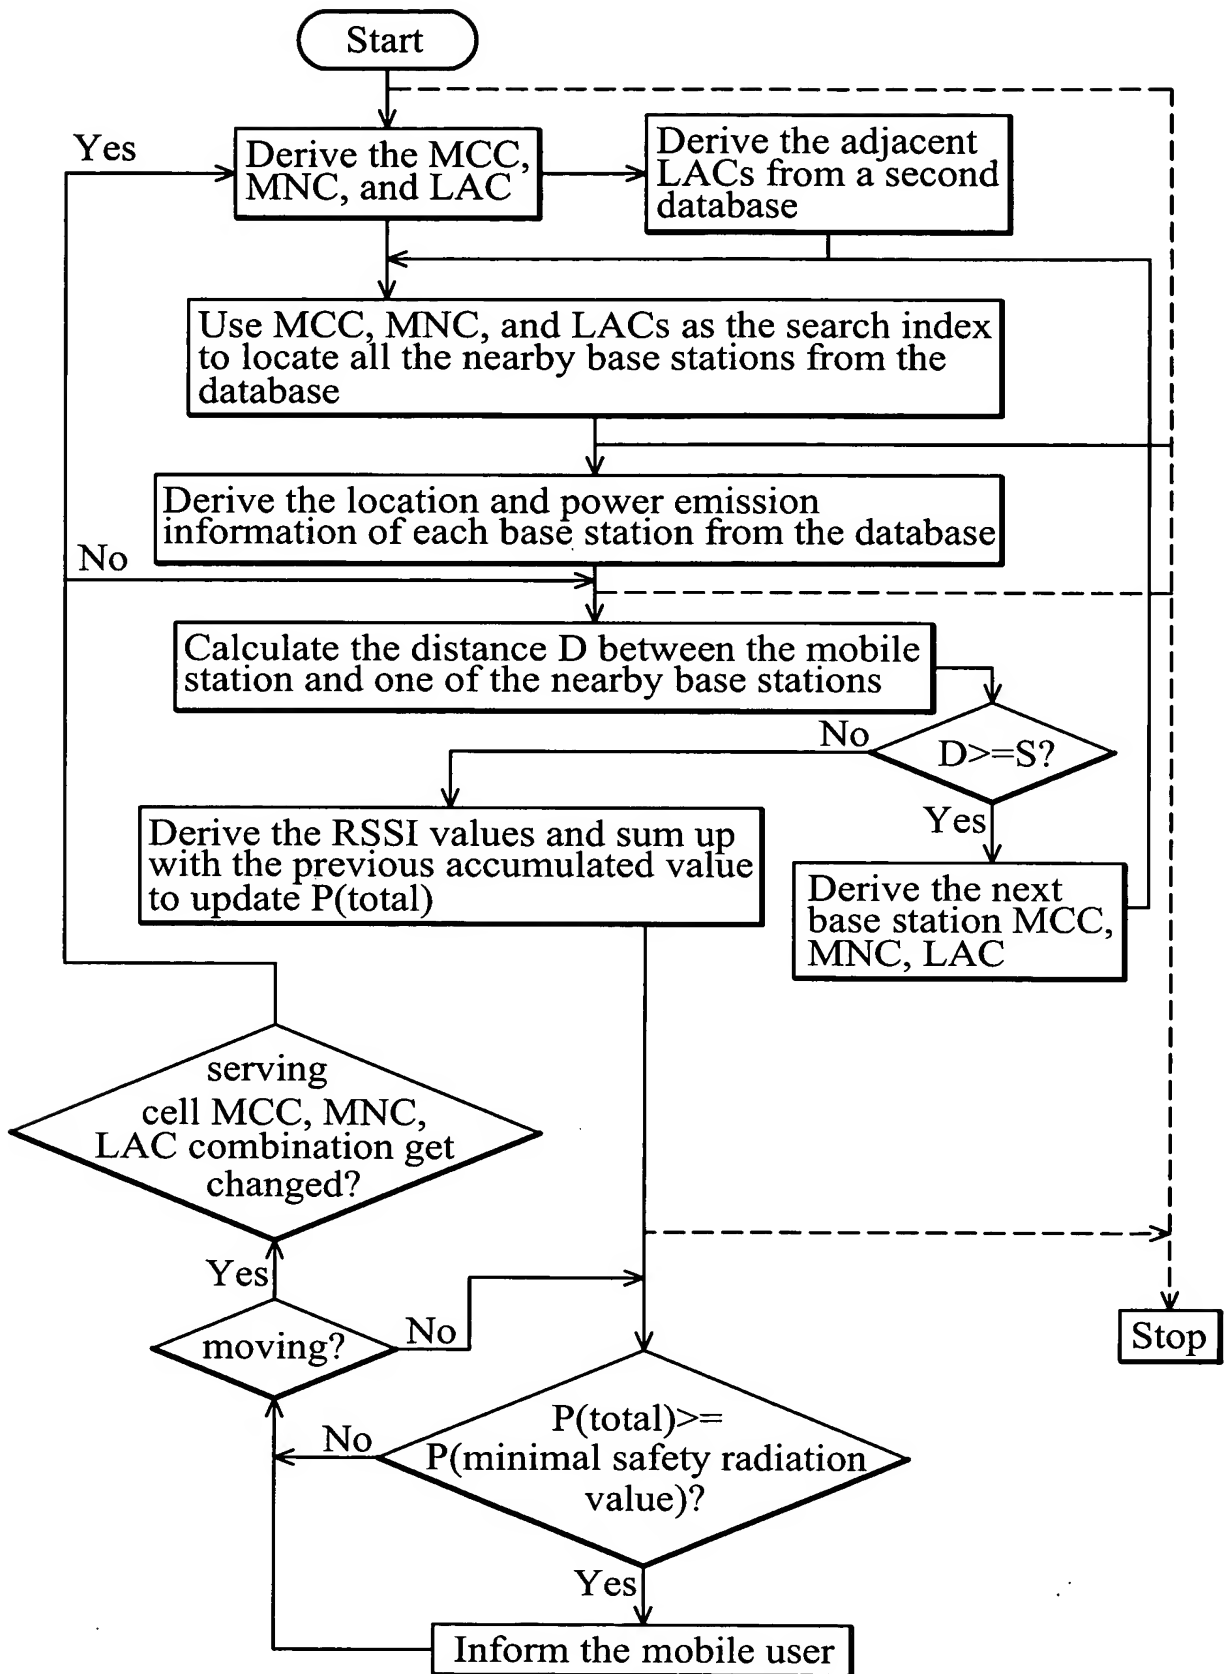 Start
Yes
Derive the MCC,
MNC, and LAC
Derive the adjacent
LACs from a second
database
Use MCC, MNC, and LACs as the search index
to locate all the nearby base stations from the
database
Derive the location and power emission
information of each base station from the database
No
Calculate the distance D between the mobile
station and one of the nearby base stations
No
D>=S?
Yes
Derive the RSSI values and sum up
with the previous accumulated value
to update P(total)
Derive the next
base station MCC,
MNC, LAC
serving
cell MCC, MNC,
LAC combination get
changed?
Yes
moving?
No
Stop
P(total)>=
P(minimal safety radiation
value)?
No
Yes
Inform the mobile user